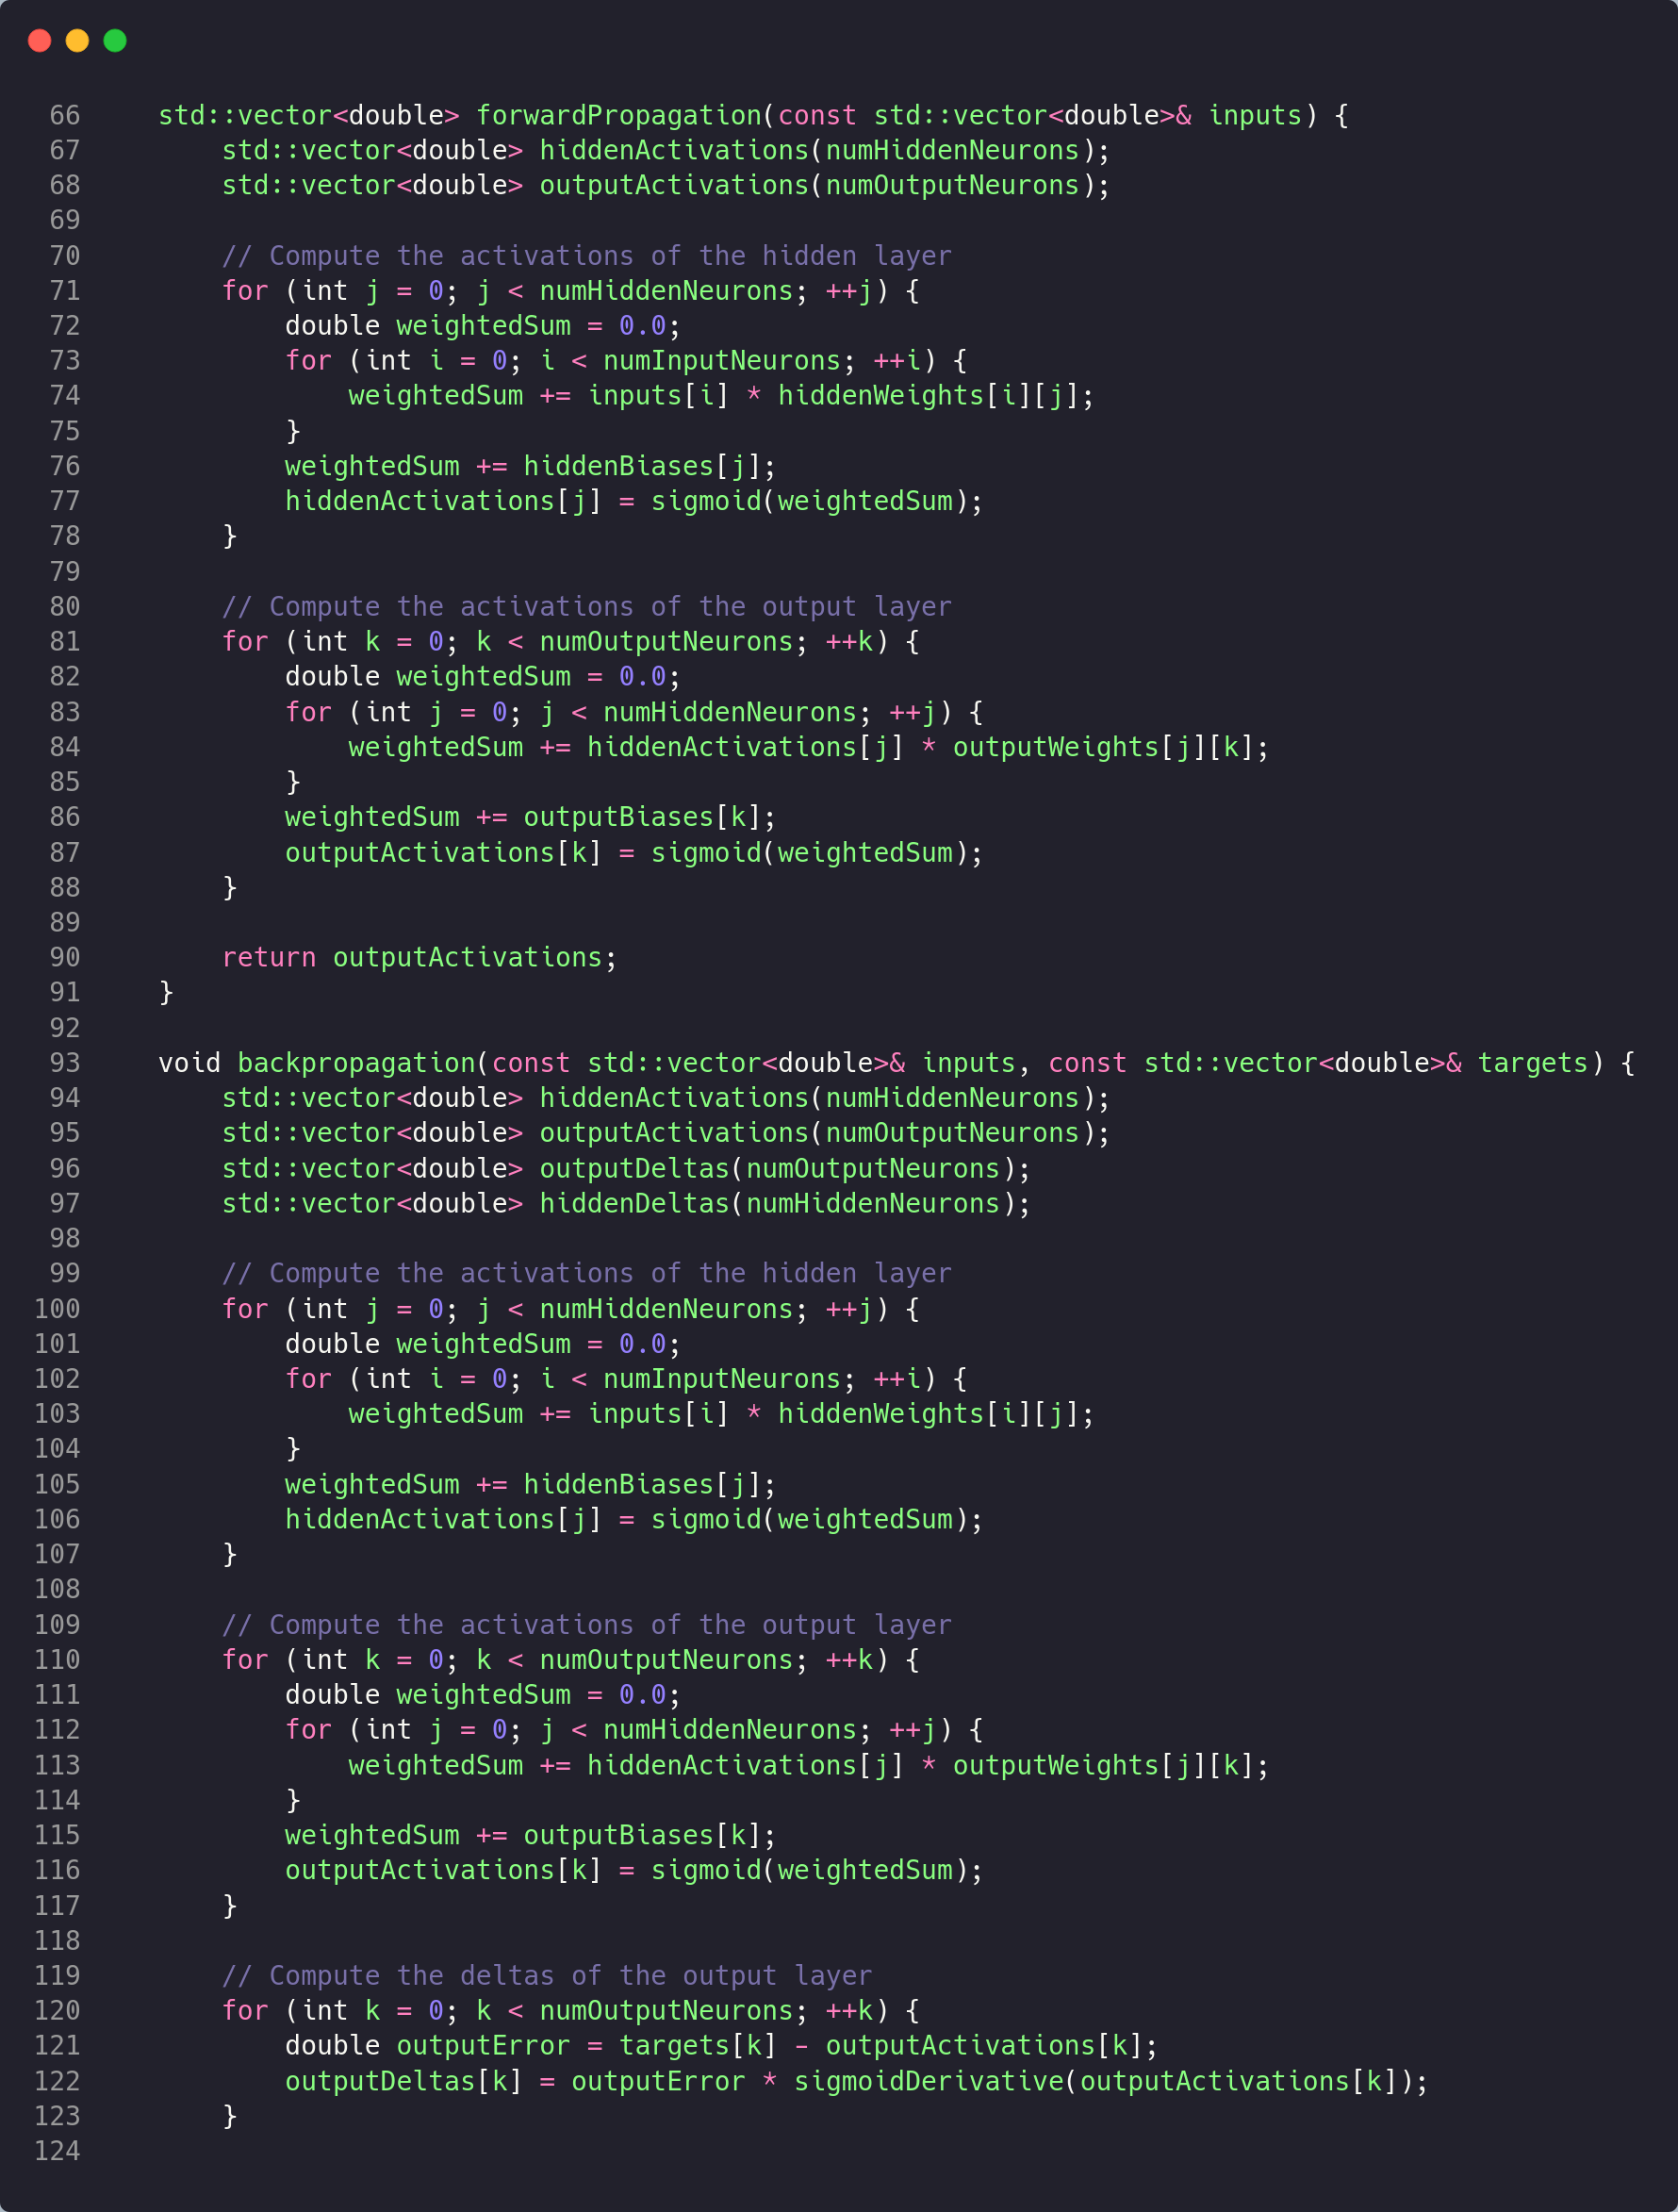 66     std::vector<double> forwardPropagation(const std::vector<double>& inputs) {
67         std::vector<double> hiddenActivations(numHiddenNeurons);
68         std::vector<double> outputActivations(numOutputNeurons);
69
70         // Compute the activations of the hidden layer
71         for (int j = 0; j < numHiddenNeurons; ++j) {
72             double weightedSum = 0.0;
73             for (int i = 0; i < numInputNeurons; ++i) {
74                 weightedSum += inputs[i] * hiddenWeights[i][j];
75             }
76             weightedSum += hiddenBiases[j];
77             hiddenActivations[j] = sigmoid(weightedSum);
78         }
79
80         // Compute the activations of the output layer
81         for (int k = 0; k < numOutputNeurons; ++k) {
82             double weightedSum = 0.0;
83             for (int j = 0; j < numHiddenNeurons; ++j) {
84                 weightedSum += hiddenActivations[j] * outputWeights[j][k];
85             }
86             weightedSum += outputBiases[k];
87             outputActivations[k] = sigmoid(weightedSum);
88         }
89
90         return outputActivations;
91     }
92
93     void backpropagation(const std::vector<double>& inputs, const std::vector<double>& targets) {
94         std::vector<double> hiddenActivations(numHiddenNeurons);
95         std::vector<double> outputActivations(numOutputNeurons);
96         std::vector<double> outputDeltas(numOutputNeurons);
97         std::vector<double> hiddenDeltas(numHiddenNeurons);
98
99         // Compute the activations of the hidden layer
100         for (int j = 0; j < numHiddenNeurons; ++j) {
101             double weightedSum = 0.0;
102             for (int i = 0; i < numInputNeurons; ++i) {
103                 weightedSum += inputs[i] * hiddenWeights[i][j];
104             }
105             weightedSum += hiddenBiases[j];
106             hiddenActivations[j] = sigmoid(weightedSum);
107         }
108
109         // Compute the activations of the output layer
110         for (int k = 0; k < numOutputNeurons; ++k) {
111             double weightedSum = 0.0;
112             for (int j = 0; j < numHiddenNeurons; ++j) {
113                 weightedSum += hiddenActivations[j] * outputWeights[j][k];
114             }
115             weightedSum += outputBiases[k];
116             outputActivations[k] = sigmoid(weightedSum);
117         }
118
119         // Compute the deltas of the output layer
120         for (int k = 0; k < numOutputNeurons; ++k) {
121             double outputError = targets[k] - outputActivations[k];
122             outputDeltas[k] = outputError * sigmoidDerivative(outputActivations[k]);
123         }
124